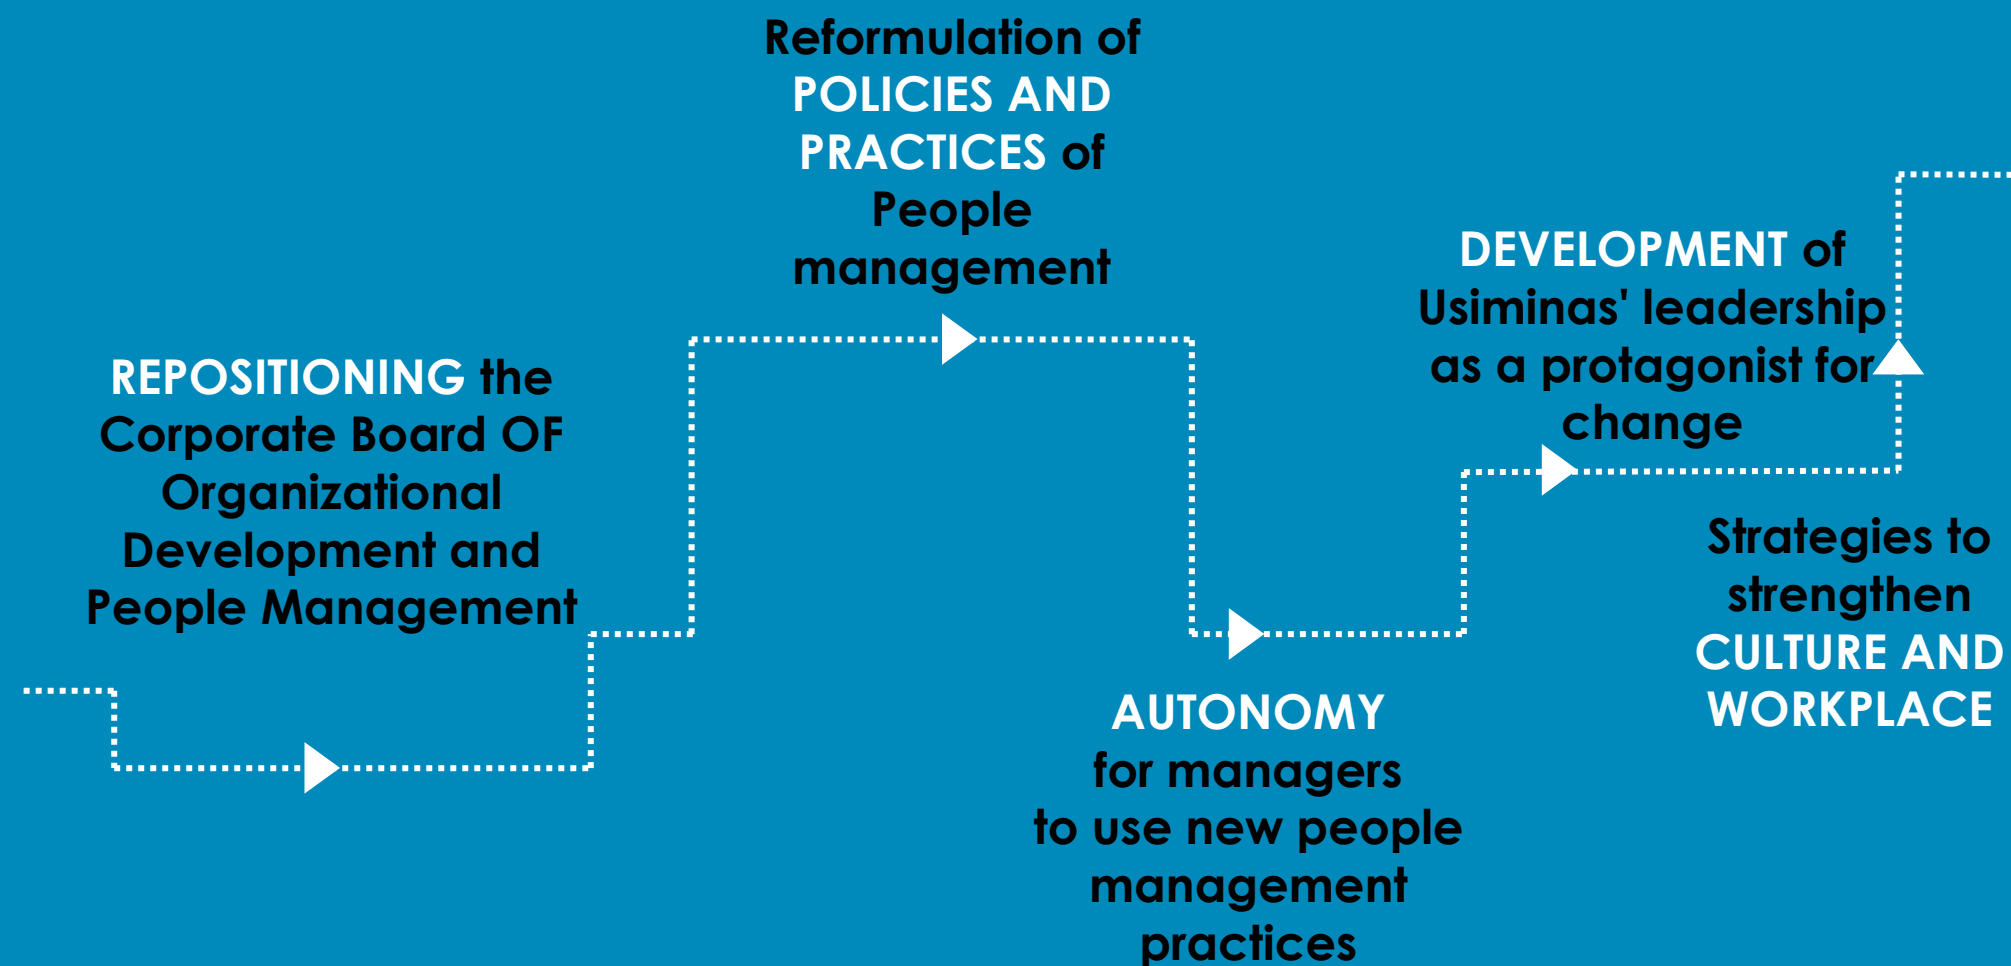 REPOSITIONING the
Corporate Board OF
Organizational
Development and
People Management
Reformulation of
POLICIES AND
PRACTICES of
People
management
AUTONOMY
for managers
to use new people
management
practices
DEVELOPMENT of
Usiminas' leadership
as a protagonist for
change
Strategies to
strengthen
CULTURE AND
WORKPLACE